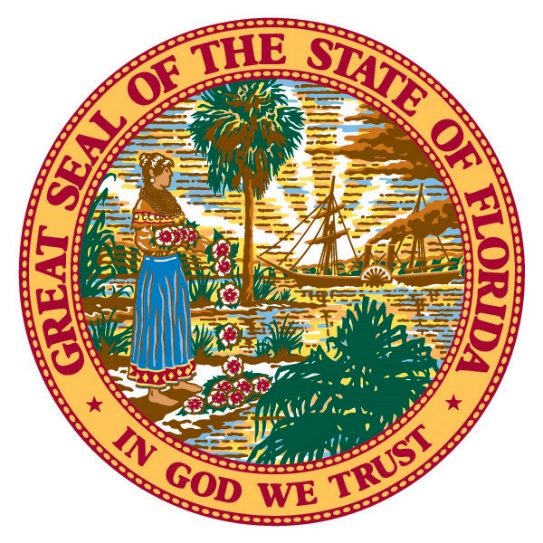 GREAT SEAL OF THE STATE OF FLORIDA
IN GOD WE TRUST